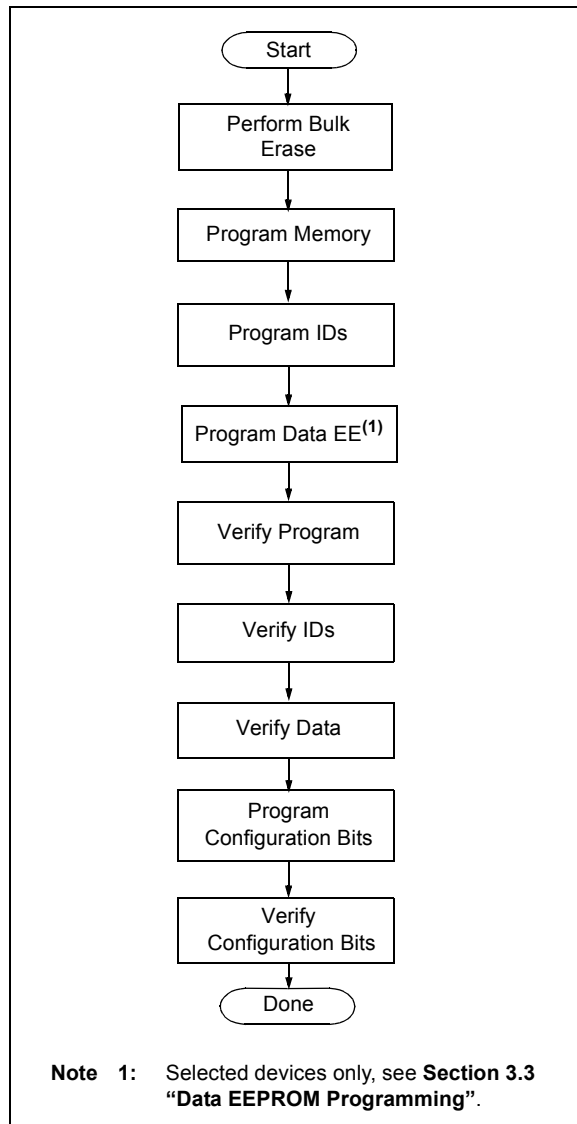 Start
Perform Bulk
Erase
Program Memory
Program IDs
Program Data EE(1)
Verify Program
Verify IDs
Verify Data
Program
Configuration Bits
Verify
Configuration Bits
Done
Note 1: Selected devices only, see Section 3.3
“Data EEPROM Programming”.